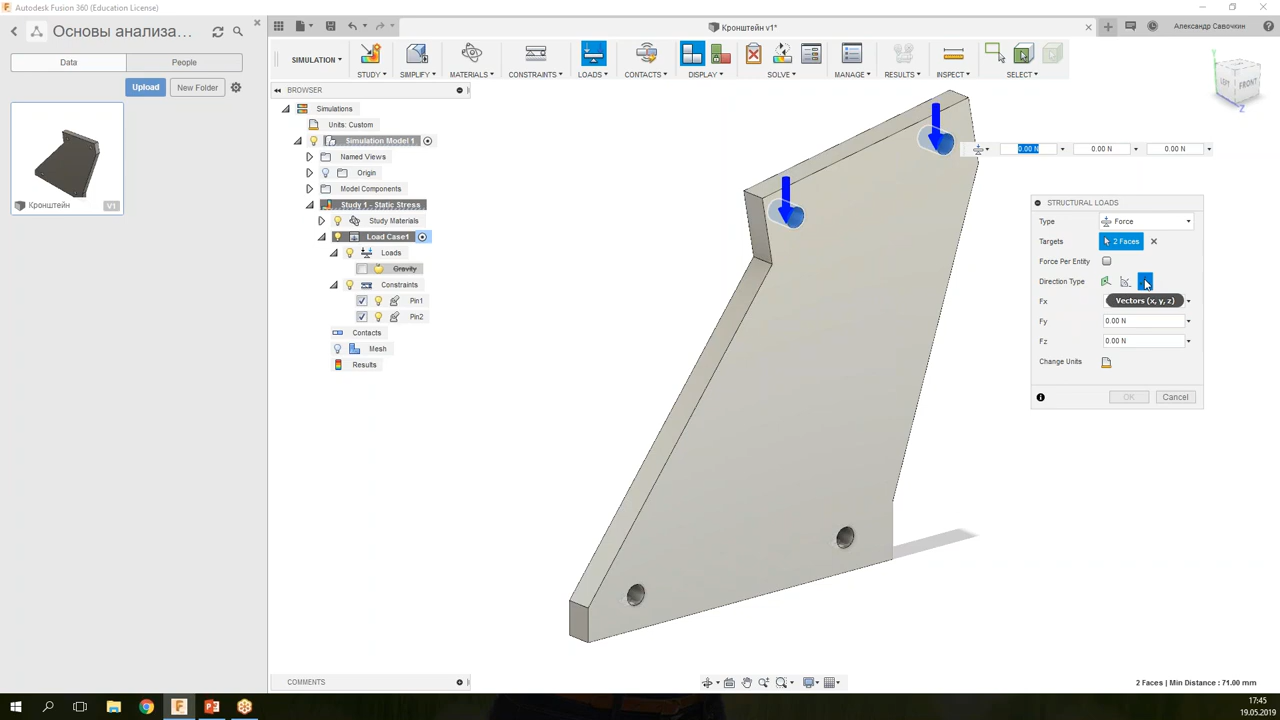 Autodesk Fusion 360 (Education License)
Основы анализа...
Data
People
Upload
New Folder
Кронштейн
V1
Кронштейн v1*
Александр Савочкин
SIMULATION
STUDY
SIMPLIFY
MATERIALS
CONSTRAINTS
LOADS
CONTACTS
DISPLAY
SOLVE
MANAGE
RESULTS
INSPECT
SELECT
BROWSER
Simulations
Units: Custom
Simulation Model 1
Named Views
Origin
Model Components
Study 1 - Static Stress
Study Materials
Load Case1
Loads
Gravity
Constraints
Pin1
Pin2
Contacts
Mesh
Results
LEFT
FRONT
Y
Z
0.00 N
0.00 N
0.00 N
STRUCTURAL LOADS
Type
Force
Targets
2 Faces
Force Per Entity
Direction Type
Vectors (x, y, z)
Fx
Fy
0.00 N
Fz
0.00 N
Change Units
OK
Cancel
COMMENTS
2 Faces | Min Distance : 71.00 mm
17:45
19.05.2019